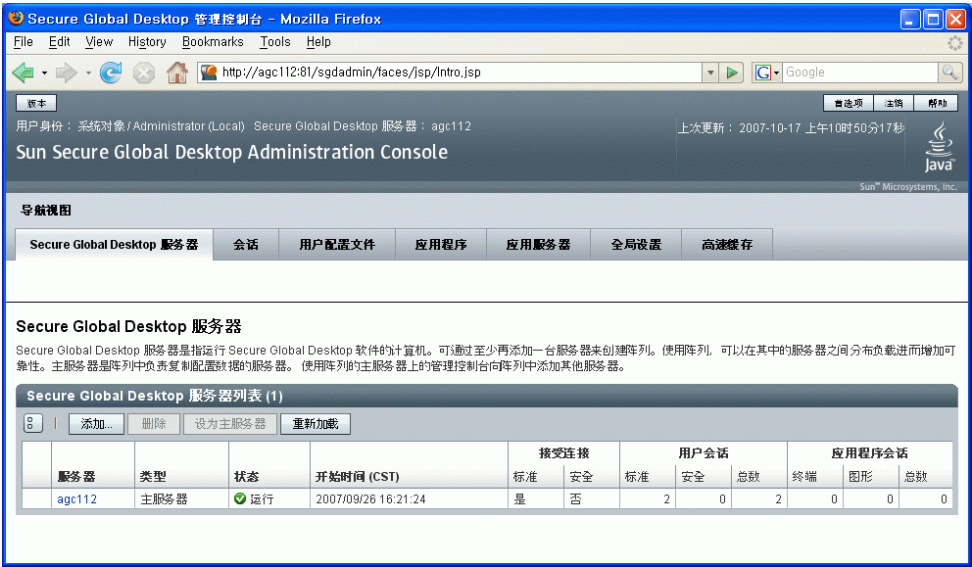 Secure Global Desktop 管理控制台 - Mozilla Firefox
File Edit View History Bookmarks Tools Help
http://agc112:81/sgdadmin/faces/jsp/Intro.jsp
G Google
版本 首选项 注销 帮助
用户身份： 系统对象/Administrator (Local) Secure Global Desktop 服务器： agc112
上次更新： 2007-10-17 上午10时50分17秒
Sun Secure Global Desktop Administration Console
Java
Sun™ Microsystems, Inc.
导航视图
Secure Global Desktop 服务器 会话 用户配置文件 应用程序 应用服务器 全局设置 高速缓存
Secure Global Desktop 服务器
Secure Global Desktop 服务器是指运行 Secure Global Desktop 软件的计算机。可通过至少再添加一台服务器来创建阵列。使用阵列，可以在其中的服务器之间分布负载进而增加可
靠性。主服务器是阵列中负责复制配置数据的服务器。 使用阵列的主服务器上的管理控制台向阵列中添加其他服务器。
Secure Global Desktop 服务器列表 (1)
添加... 删除 设为主服务器 重新加载
接受连接 用户会话 应用程序会话
服务器 类型 状态 开始时间 (CST) 标准 安全 标准 安全 总数 终端 图形 总数
agc112 主服务器 运行 2007/09/26 16:21:24 是 否 2 0 2 0 0 0